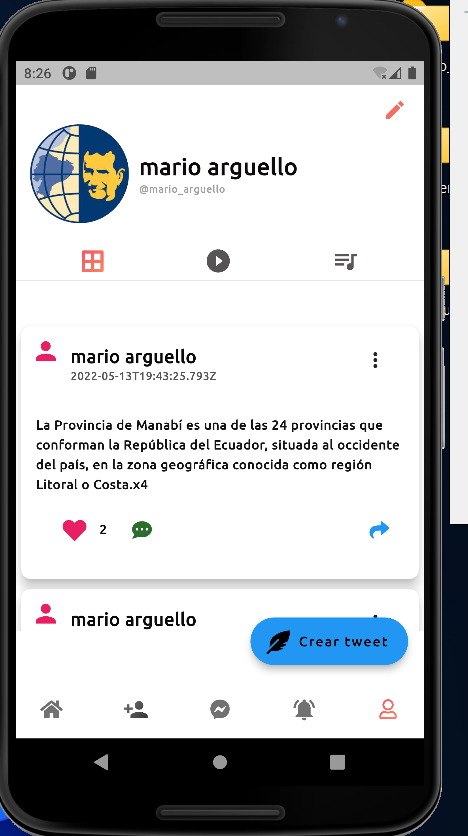 8:26
mario arguello
@mario_arguello
mario arguello
2022-05-13T19:43:25.793Z
La Provincia de Manabí es una de las 24 provincias que
conforman la República del Ecuador, situada al occidente
del país, en la zona geográfica conocida como región
Litoral o Costa.x4
2
mario arguello
Crear tweet